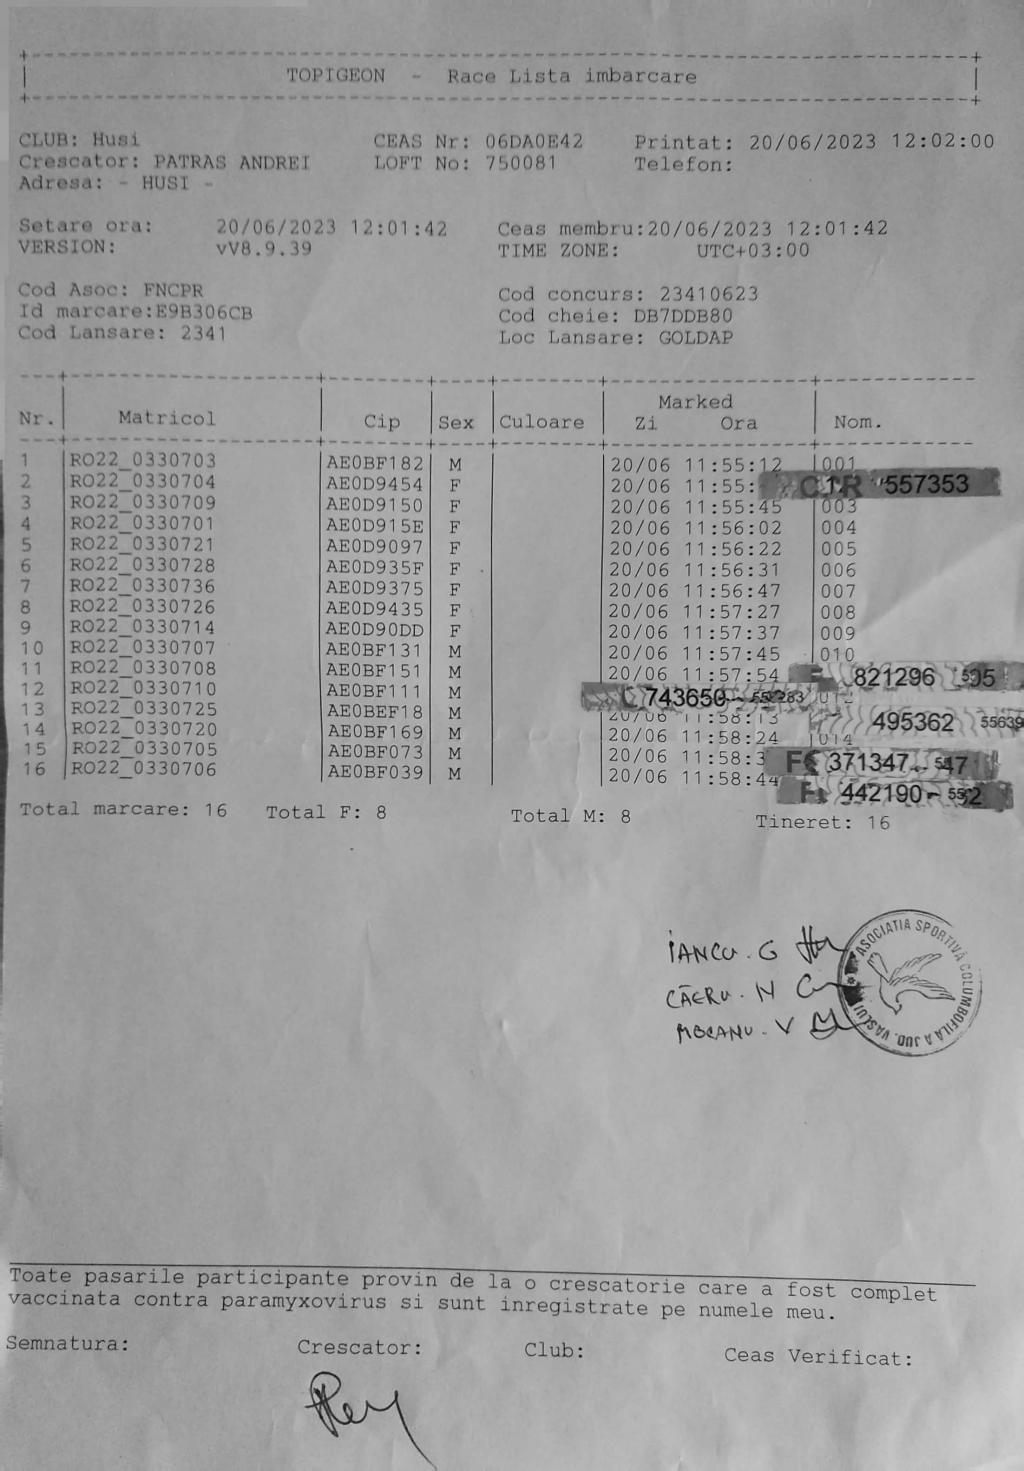 TOPIGEON - Race Lista imbarcare
CLUB: Husi CEAS Nr: 06DA0E42 Printat: 20/06/2023 12:02:00
Crescator: PATRAS ANDREI LOFT No: 750081 Telefon:
Adresa: - HUSI -
Setare ora: 20/06/2023 12:01:42 Ceas membru:20/06/2023 12:01:42
VERSION: vV8.9.39 TIME ZONE: UTC+03:00
Cod Asoc: FNCPR Cod concurs: 23410623
Id marcare:E9B306CB Cod cheie: DB7DDB80
Cod Lansare: 2341 Loc Lansare: GOLDAP
Marked
Nr. Matricol Cip Sex Culoare Zi Ora Nom.
1 RO22_0330703 AE0BF182 M 20/06 11:55:12 001
2 RO22_0330704 AE0D9454 F 20/06 11:55: 557353
3 RO22_0330709 AE0D9150 F 20/06 11:55:45 003
4 RO22_0330701 AE0D915E F 20/06 11:56:02 004
5 RO22_0330721 AE0D9097 F 20/06 11:56:22 005
6 RO22_0330728 AE0D935F F 20/06 11:56:31 006
7 RO22_0330736 AE0D9375 F 20/06 11:56:47 007
8 RO22_0330726 AE0D9435 F 20/06 11:57:27 008
9 RO22_0330714 AE0D90DD F 20/06 11:57:37 009
10 RO22_0330707 AE0BF131 M 20/06 11:57:45 010
11 RO22_0330708 AE0BF151 M 20/06 11:57:54 821296
12 RO22_0330710 AE0BF111 M 743650
13 RO22_0330725 AE0BEF18 M 20/06 11:58:13 495362
14 RO22_0330720 AE0BF169 M 20/06 11:58:24 014
15 RO22_0330705 AE0BF073 M 20/06 11:58:3 371347
16 RO22_0330706 AE0BF039 M 20/06 11:58:44 442190
Total marcare: 16 Total F: 8 Total M: 8 Tineret: 16
IANCU. G
CĂERU. N
MOCANU. V
ASOCIATIA SPORTIVĂ COLUMBOFILA A JUD. VASLUI
Toate pasarile participante provin de la o crescatorie care a fost complet
vaccinata contra paramyxovirus si sunt inregistrate pe numele meu.
Semnatura: Crescator: Club: Ceas Verificat: